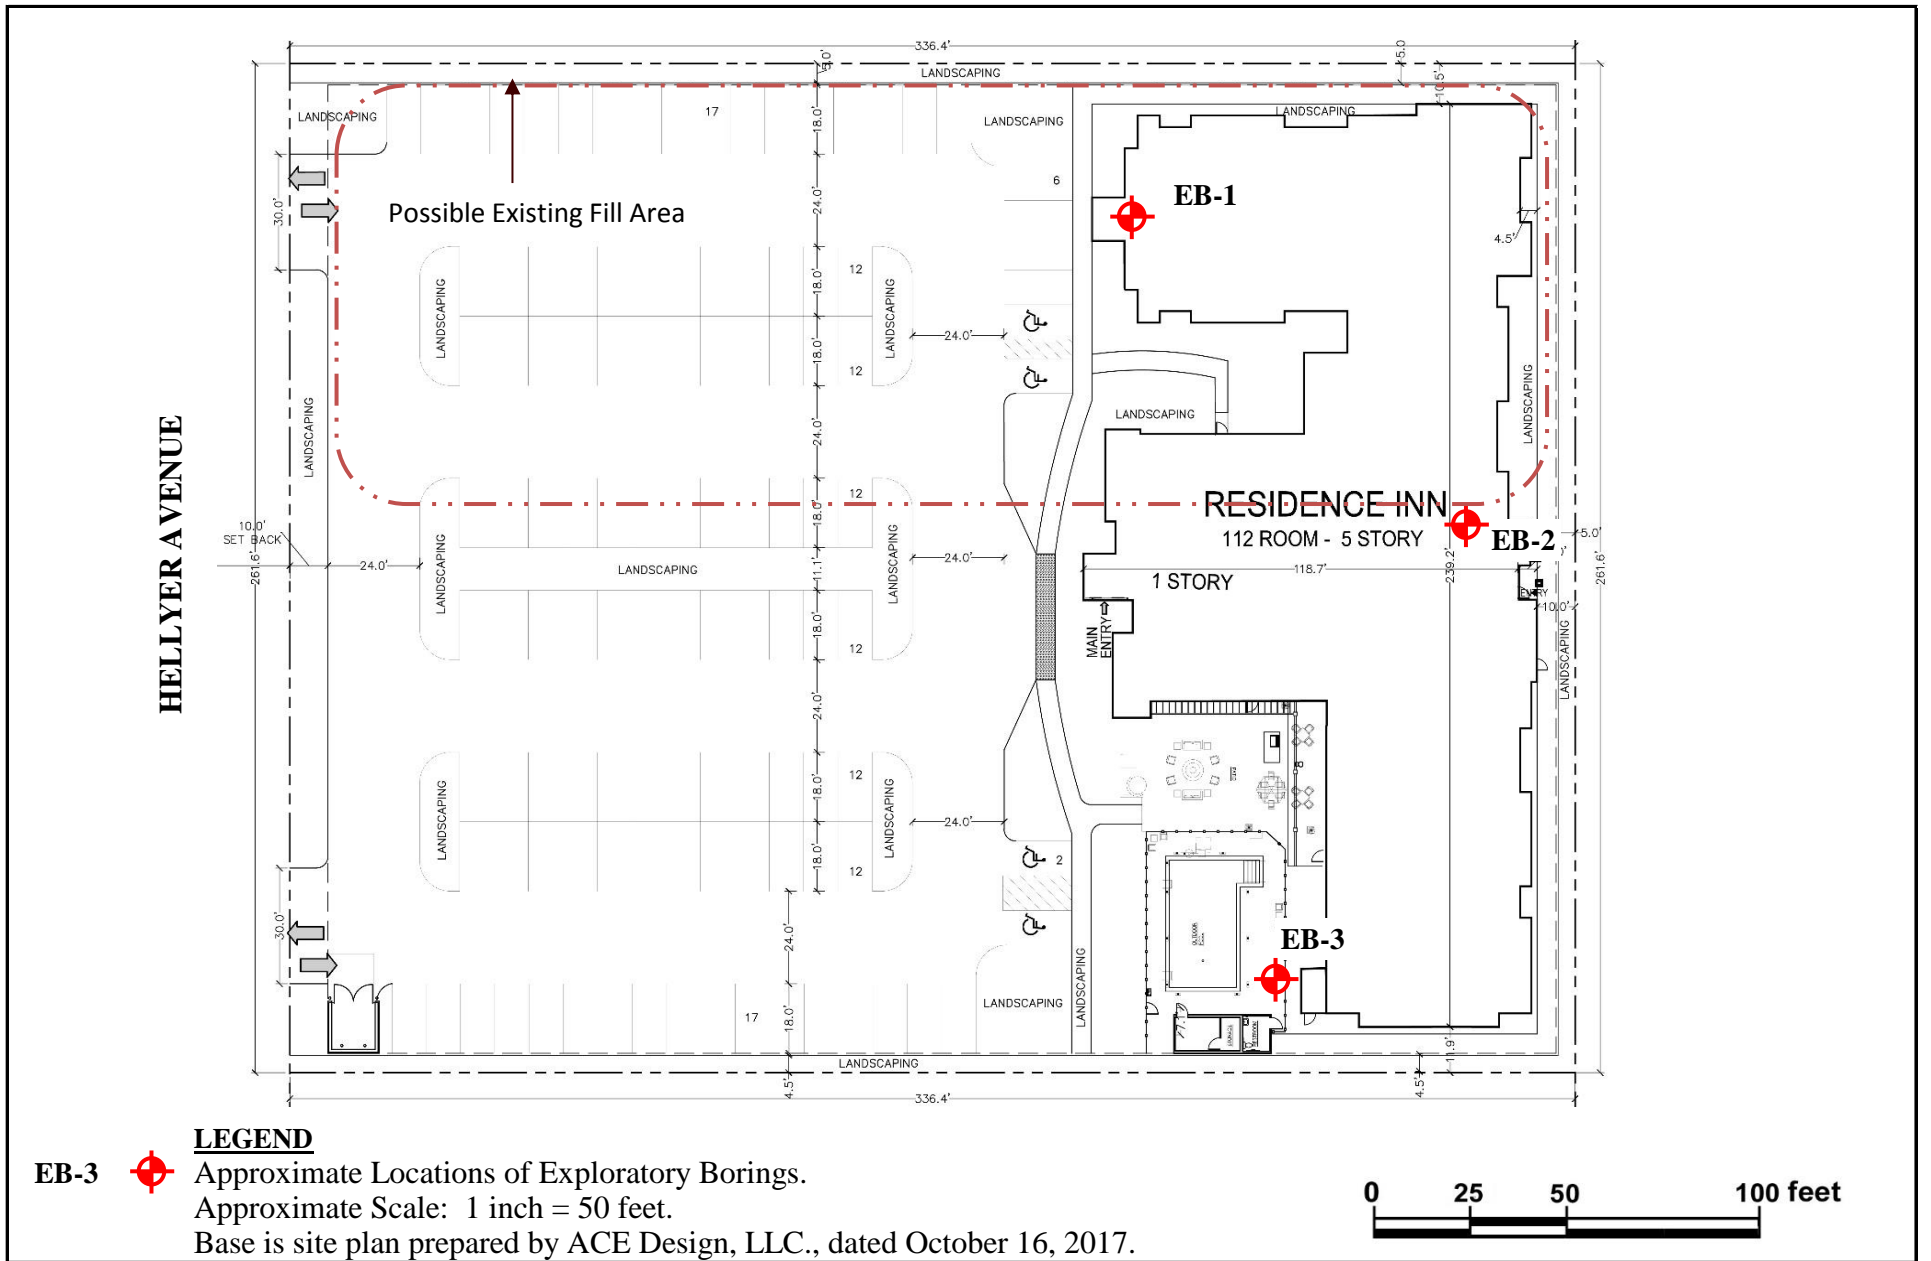 336.4'
5.0'
5.0
LANDSCAPING
10.5'
LANDSCAPING
17
18.0'
LANDSCAPING
LANDSCAPING
6
EB-1
30.0'
24.0'
Possible Existing Fill Area
4.5'
12
18.0'
LANDSCAPING
LANDSCAPING
24.0'
18.0'
12
LANDSCAPING
LANDSCAPING
LANDSCAPING
24.0'
HELLYER AVENUE
12
18.0'
RESIDENCE INN
112 ROOM - 5 STORY
EB-2
5.0'
10.0'
SET BACK
261.6'
24.0'
LANDSCAPING
LANDSCAPING
11.1'
LANDSCAPING
24.0'
118.7'
239.2'
261.6'
1 STORY
ENTRY
10.0'
18.0'
12
MAIN
ENTRY
LANDSCAPING
24.0'
12
18.0'
LANDSCAPING
LANDSCAPING
24.0'
18.0'
12
2
30.0'
24.0'
OUTDOOR
EB-3
LANDSCAPING
LANDSCAPING
17
18.0'
7.1'
STORAGE
RESTROOM
11.9'
LANDSCAPING
4.5'
4.5'
336.4'
LEGEND
EB-3 Approximate Locations of Exploratory Borings.
Approximate Scale: 1 inch = 50 feet.
Base is site plan prepared by ACE Design, LLC., dated October 16, 2017.
0 25 50 100 feet